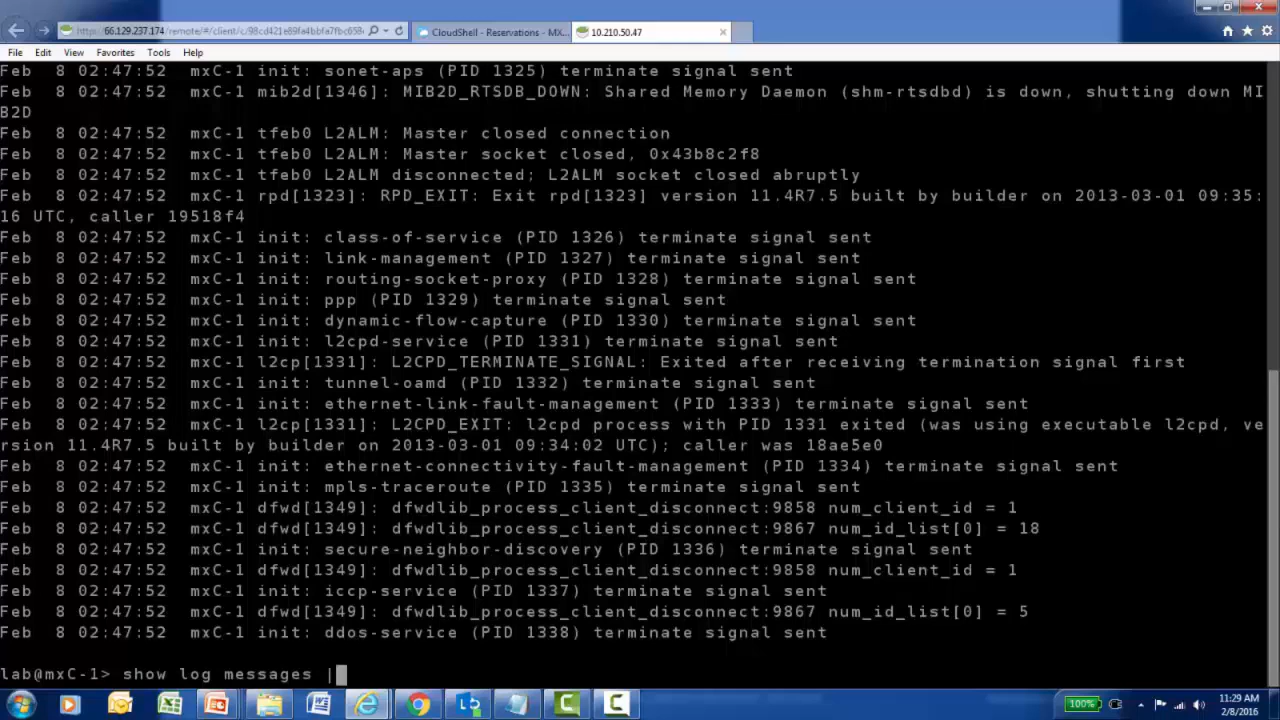 http://66.129.237.174/remote/#/client/c/98cd421e89fa4bbfa7fbc658
CloudShell - Reservations - MX...
10.210.50.47
File Edit View Favorites Tools Help
Feb 8 02:47:52 mxC-1 init: sonet-aps (PID 1325) terminate signal sent
Feb 8 02:47:52 mxC-1 mib2d[1346]: MIB2D_RTSDB_DOWN: Shared Memory Daemon (shm-rtsdbd) is down, shutting down MI
B2D
Feb 8 02:47:52 mxC-1 tfeb0 L2ALM: Master closed connection
Feb 8 02:47:52 mxC-1 tfeb0 L2ALM: Master socket closed, 0x43b8c2f8
Feb 8 02:47:52 mxC-1 tfeb0 L2ALM disconnected; L2ALM socket closed abruptly
Feb 8 02:47:52 mxC-1 rpd[1323]: RPD_EXIT: Exit rpd[1323] version 11.4R7.5 built by builder on 2013-03-01 09:35:
16 UTC, caller 19518f4
Feb 8 02:47:52 mxC-1 init: class-of-service (PID 1326) terminate signal sent
Feb 8 02:47:52 mxC-1 init: link-management (PID 1327) terminate signal sent
Feb 8 02:47:52 mxC-1 init: routing-socket-proxy (PID 1328) terminate signal sent
Feb 8 02:47:52 mxC-1 init: ppp (PID 1329) terminate signal sent
Feb 8 02:47:52 mxC-1 init: dynamic-flow-capture (PID 1330) terminate signal sent
Feb 8 02:47:52 mxC-1 init: l2cpd-service (PID 1331) terminate signal sent
Feb 8 02:47:52 mxC-1 l2cp[1331]: L2CPD_TERMINATE_SIGNAL: Exited after receiving termination signal first
Feb 8 02:47:52 mxC-1 init: tunnel-oamd (PID 1332) terminate signal sent
Feb 8 02:47:52 mxC-1 init: ethernet-link-fault-management (PID 1333) terminate signal sent
Feb 8 02:47:52 mxC-1 l2cp[1331]: L2CPD_EXIT: l2cpd process with PID 1331 exited (was using executable l2cpd, ve
rsion 11.4R7.5 built by builder on 2013-03-01 09:34:02 UTC); caller was 18ae5e0
Feb 8 02:47:52 mxC-1 init: ethernet-connectivity-fault-management (PID 1334) terminate signal sent
Feb 8 02:47:52 mxC-1 init: mpls-traceroute (PID 1335) terminate signal sent
Feb 8 02:47:52 mxC-1 dfwd[1349]: dfwdlib_process_client_disconnect:9858 num_client_id = 1
Feb 8 02:47:52 mxC-1 dfwd[1349]: dfwdlib_process_client_disconnect:9867 num_id_list[0] = 18
Feb 8 02:47:52 mxC-1 init: secure-neighbor-discovery (PID 1336) terminate signal sent
Feb 8 02:47:52 mxC-1 dfwd[1349]: dfwdlib_process_client_disconnect:9858 num_client_id = 1
Feb 8 02:47:52 mxC-1 init: iccp-service (PID 1337) terminate signal sent
Feb 8 02:47:52 mxC-1 dfwd[1349]: dfwdlib_process_client_disconnect:9867 num_id_list[0] = 5
Feb 8 02:47:52 mxC-1 init: ddos-service (PID 1338) terminate signal sent
lab@mxC-1> show log messages |
100%
11:29 AM
2/8/2016